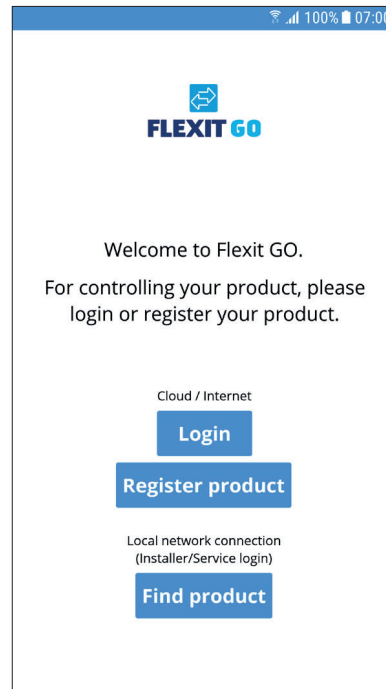 100% 07:00
FLEXIT GO
Welcome to Flexit GO.
For controlling your product, please
login or register your product.
Cloud / Internet
Login
Register product
Local network connection
(Installer/Service login)
Find product